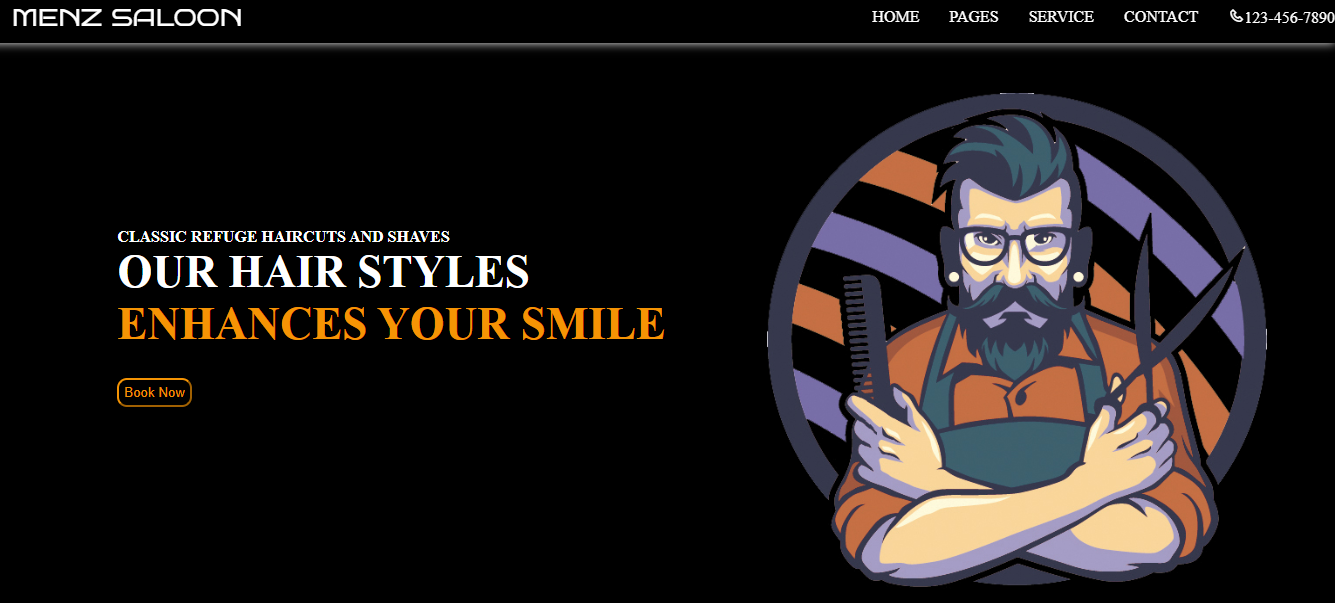 MENZ SALOON
HOME PAGES SERVICE CONTACT 123-456-7890
CLASSIC REFUGE HAIRCUTS AND SHAVES
OUR HAIR STYLES
ENHANCES YOUR SMILE
Book Now